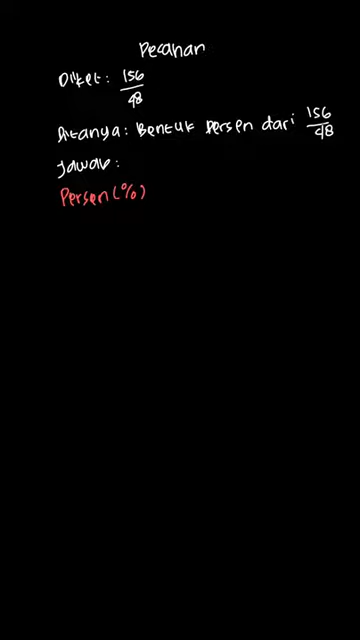 Pecahan
Diket: 156/48
Ditanya: Bentuk Persen dari 156/48
Jawab:
Persen (%)